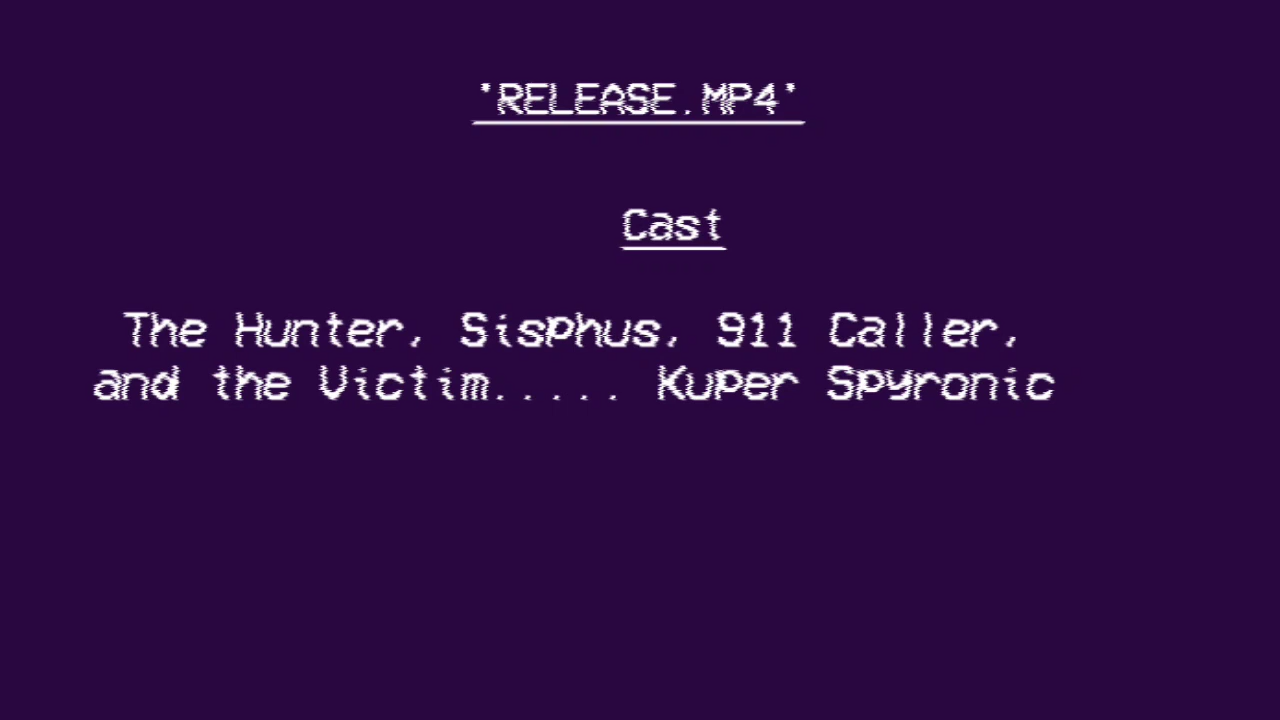 "RELEASE.MP4"
Cast
The Hunter, Sisphus, 911 Caller,
and the Victim..... Kuper Spyronic